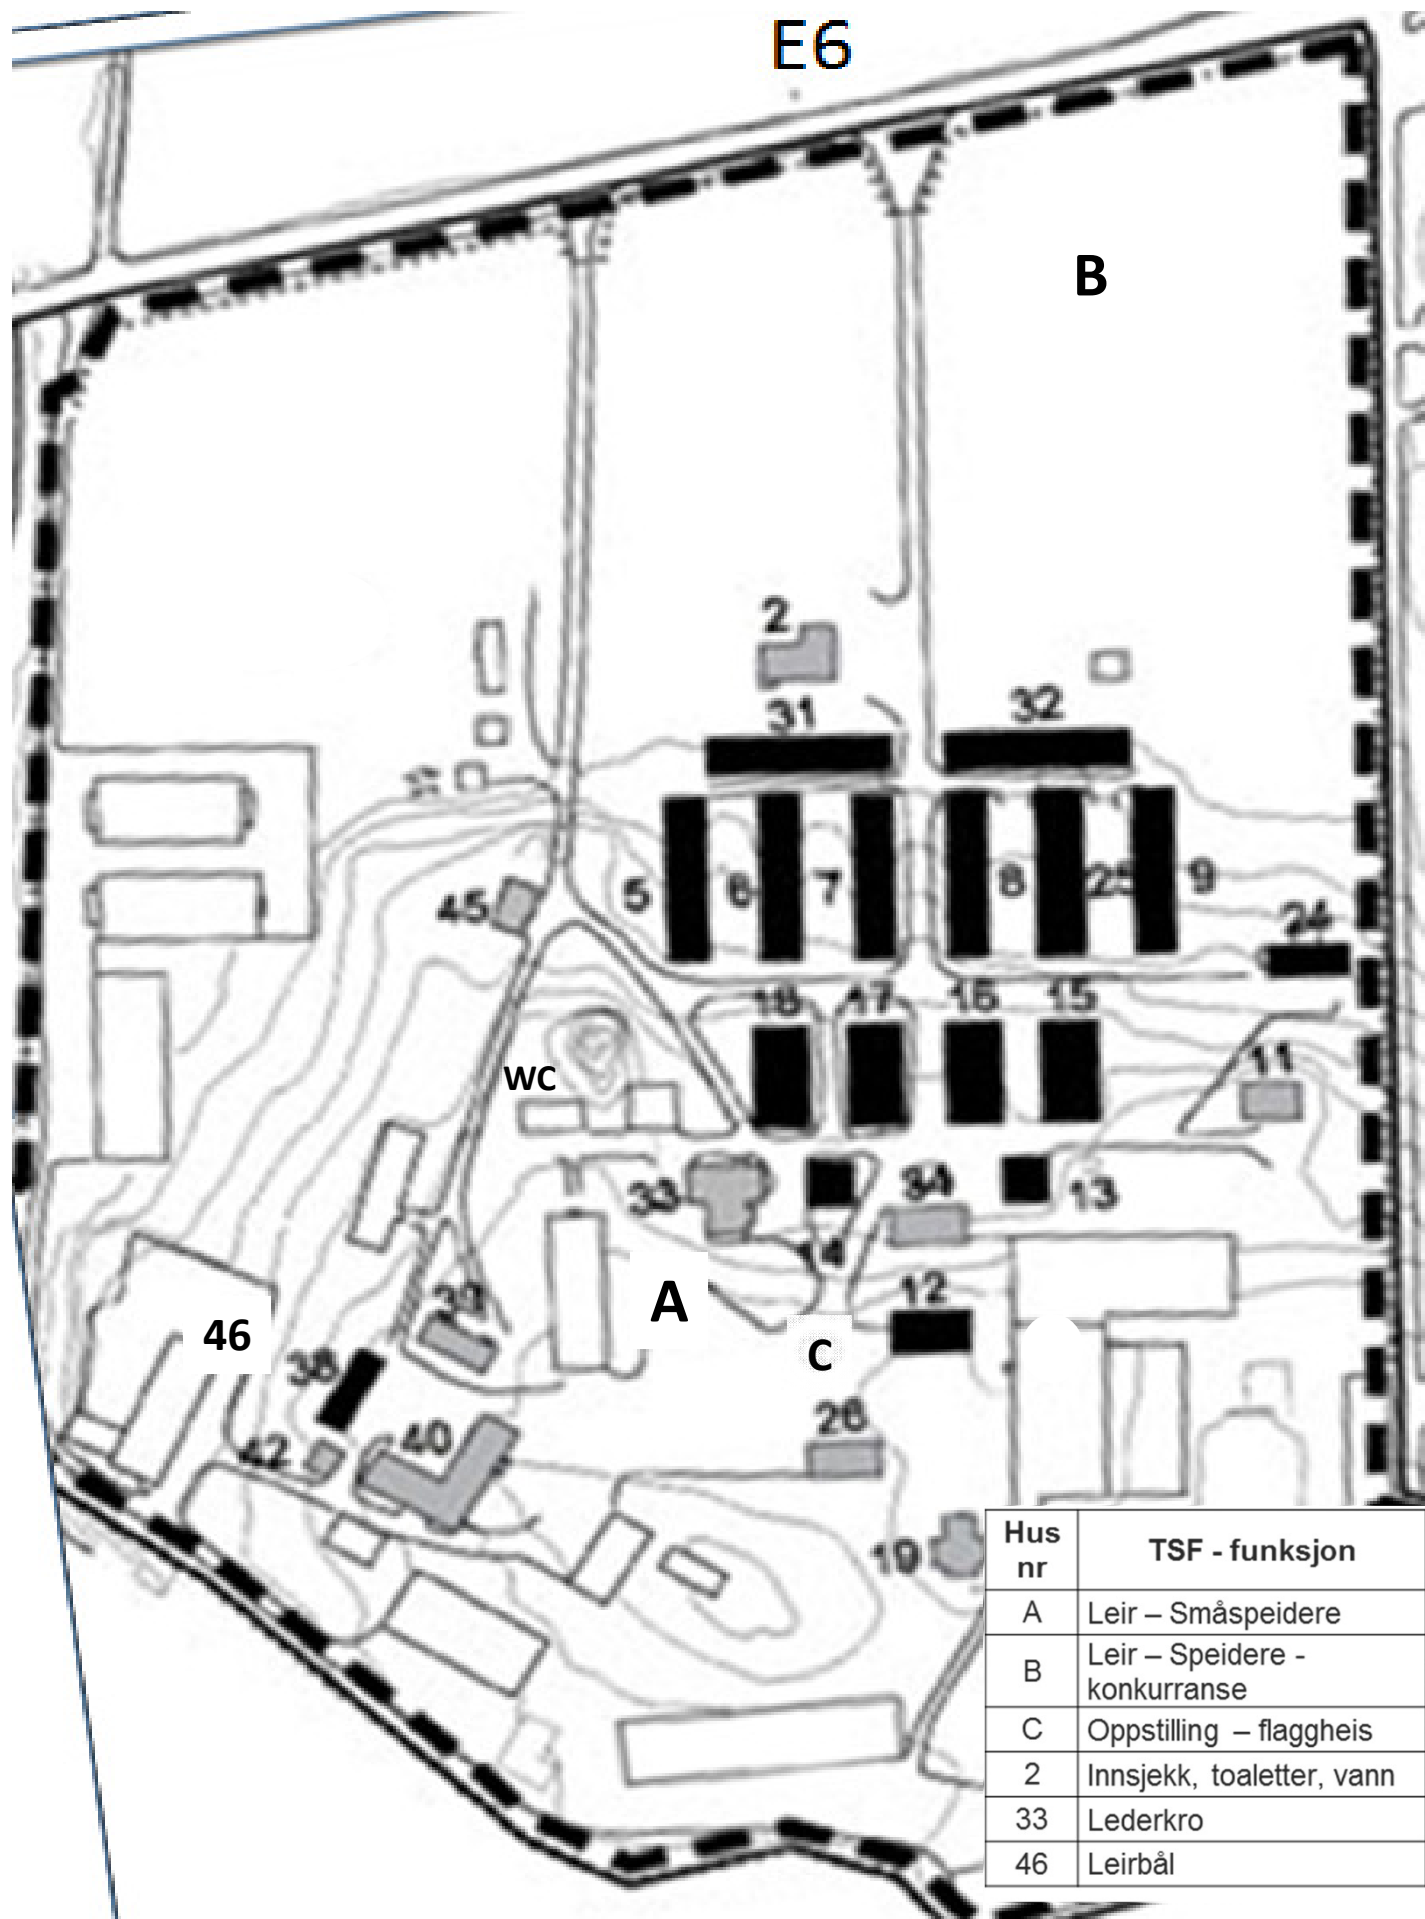 E6
B
2
31
32
5
6
7
8
25
9
45
24
18
17
16
15
WC
11
33
34
13
14
A
12
39
46
C
38
26
40
42
19
Hus nr TSF - funksjon
A Leir – Småspeidere
B Leir – Speidere -
konkurranse
C Oppstilling – flaggheis
2 Innsjekk, toaletter, vann
33 Lederkro
46 Leirbål